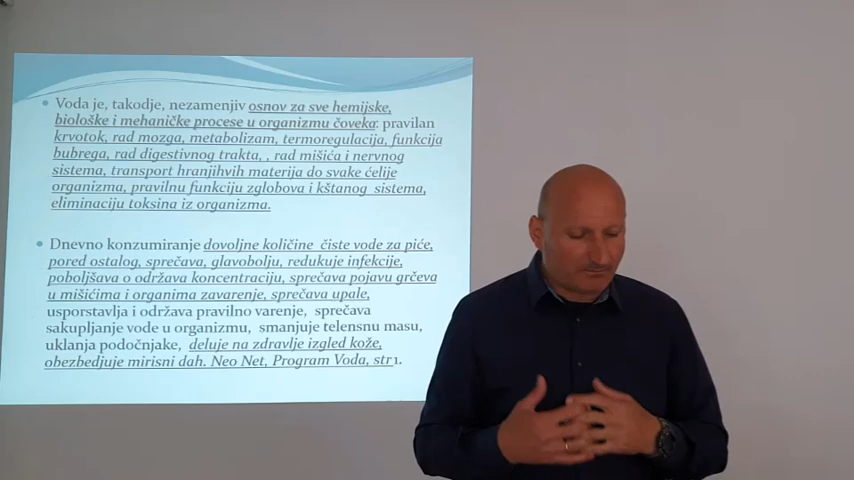 Voda je, takodje, nezamenjiv osnov za sve hemijske,
biološke i mehaničke procese u organizmu čoveka: pravilan
krvotok, rad mozga, metabolizam, termoregulacija, funkcija
bubrega, rad digestivnog trakta, , rad mišića i nervnog
sistema, transport hranjihvih materija do svake ćelije
organizma, pravilnu funkciju zglobova i kštanog sistema,
eliminaciju toksina iz organizma.
Dnevno konzumiranje dovoljne količine čiste vode za piće,
pored ostalog, sprečava, glavobolju, redukuje infekcije,
poboljšava o održava koncentraciju, sprečava pojavu grčeva
u mišićima i organima zavarenje, sprečava upale,
usporstavlja i održava pravilno varenje, sprečava
sakupljanje vode u organizmu, smanjuje telensnu masu,
uklanja podočnjake, deluje na zdravlje izgled kože,
obezbedjuje mirisni dah. Neo Net, Program Voda, str1.